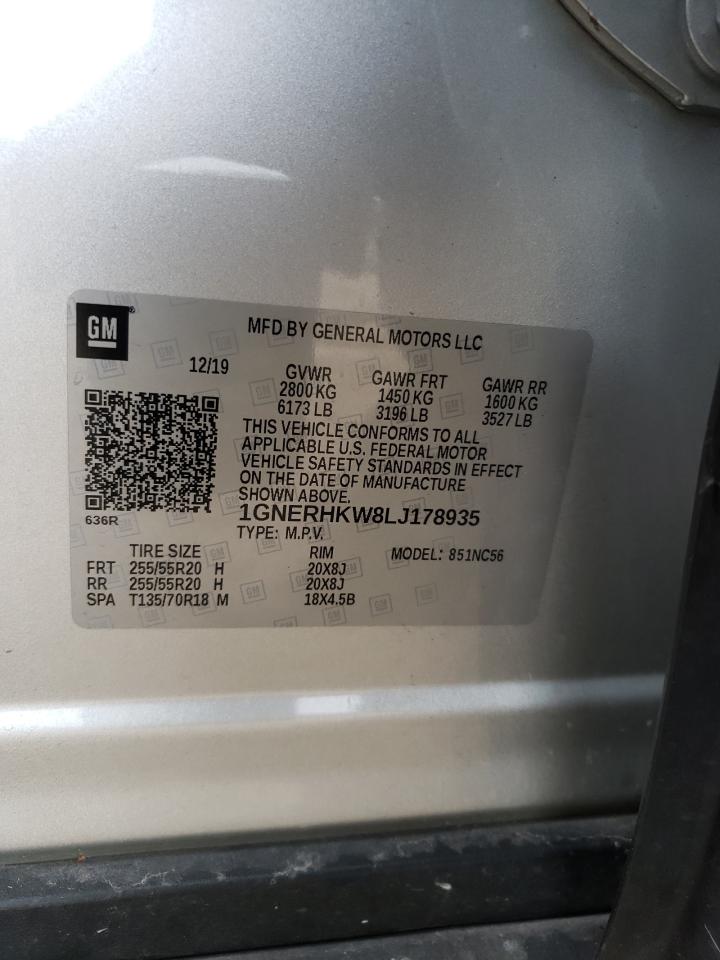 GM
MFD BY GENERAL MOTORS LLC
12/19
GVWR GAWR FRT GAWR RR
2800 KG 1450 KG 1600 KG
6173 LB 3196 LB 3527 LB
THIS VEHICLE CONFORMS TO ALL
APPLICABLE U.S. FEDERAL MOTOR
VEHICLE SAFETY STANDARDS IN EFFECT
ON THE DATE OF MANUFACTURE
SHOWN ABOVE.
636R
1GNERHKW8LJ178935
TYPE: M.P.V.
TIRE SIZE RIM MODEL: 851NC56
FRT 255/55R20 H 20X8J
RR 255/55R20 H 20X8J
SPA T135/70R18 M 18X4.5B